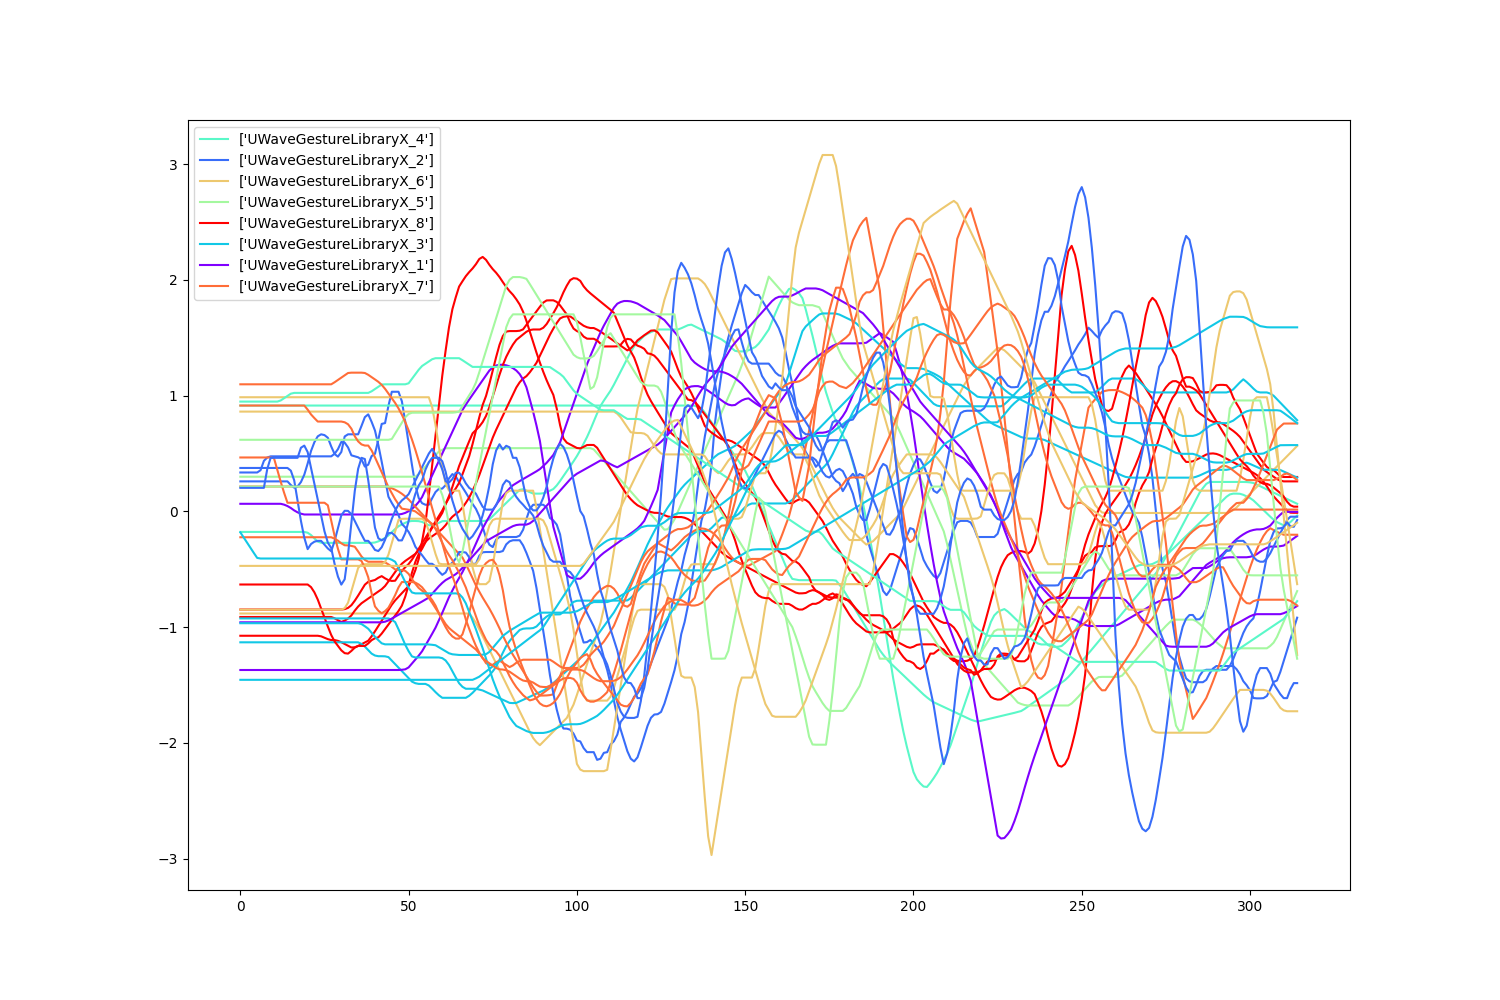 ['UWaveGestureLibraryX_4']
['UWaveGestureLibraryX_2']
['UWaveGestureLibraryX_6']
['UWaveGestureLibraryX_5']
['UWaveGestureLibraryX_8']
['UWaveGestureLibraryX_3']
['UWaveGestureLibraryX_1']
['UWaveGestureLibraryX_7']
3
2
1
0
−1
−2
−3
0 50 100 150 200 250 300